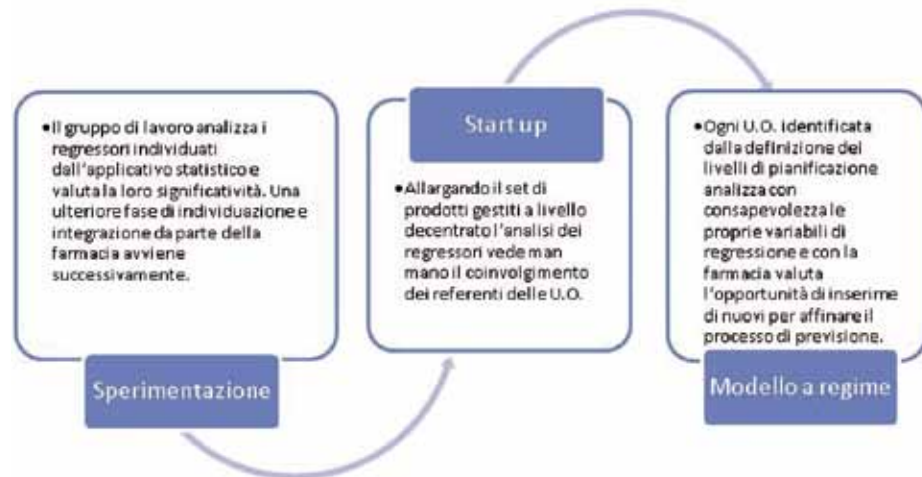 •Il gruppo di lavoro analizza i
regressori individuati
dall'applicativo statistico e
valuta la loro significatività. Una
ulteriore fase di individuazione e
integrazione da parte della
farmacia avviene
successivamente.
Sperimentazione
Start up
•Allargando il set di
prodotti gestiti a livello
decentrato l'analisi dei
regressori vede man
mano il coinvolgimento
dei referenti delle U.O.
•Ogni U.O. identificata
dalla definizione dei
livelli di pianificazione
analizza con
consapevolezza le
proprie variabili di
regressione e con la
farmacia valuta
l'opportunità di inserirne
di nuovi per affinare il
processo di previsione.
Modello a regime